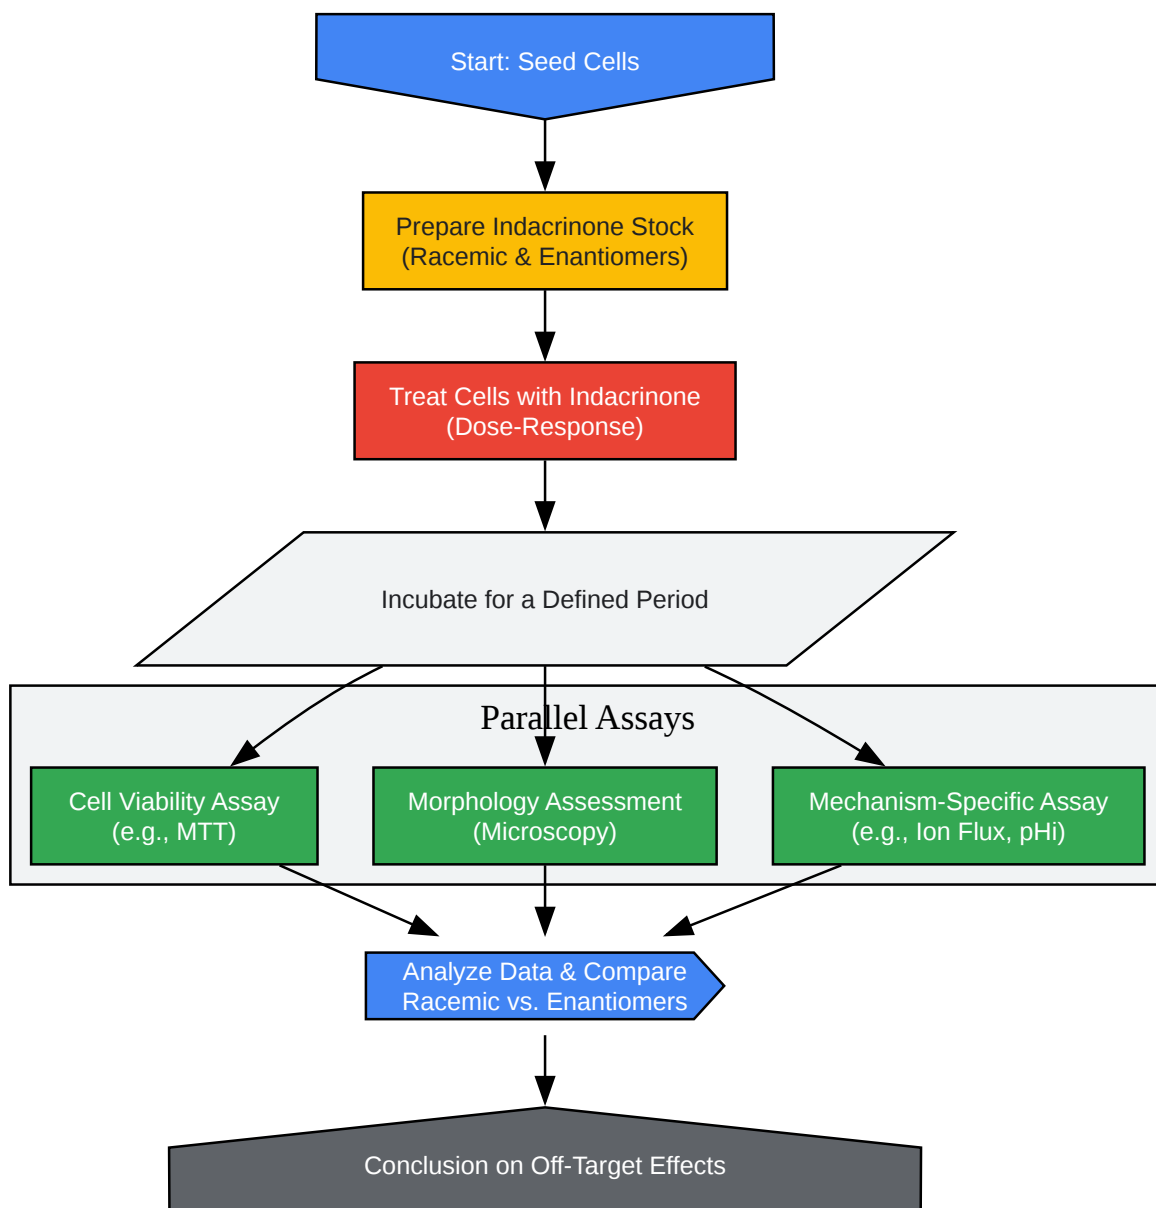 Start: Seed Cells
Prepare Indacrinone Stock
(Racemic & Enantiomers)
Treat Cells with Indacrinone
(Dose-Response)
Incubate for a Defined Period
Parallel Assays
Cell Viability Assay
(e.g., MTT)
Morphology Assessment
(Microscopy)
Mechanism-Specific Assay
(e.g., Ion Flux, pHi)
Analyze Data & Compare
Racemic vs. Enantiomers
Conclusion on Off-Target Effects